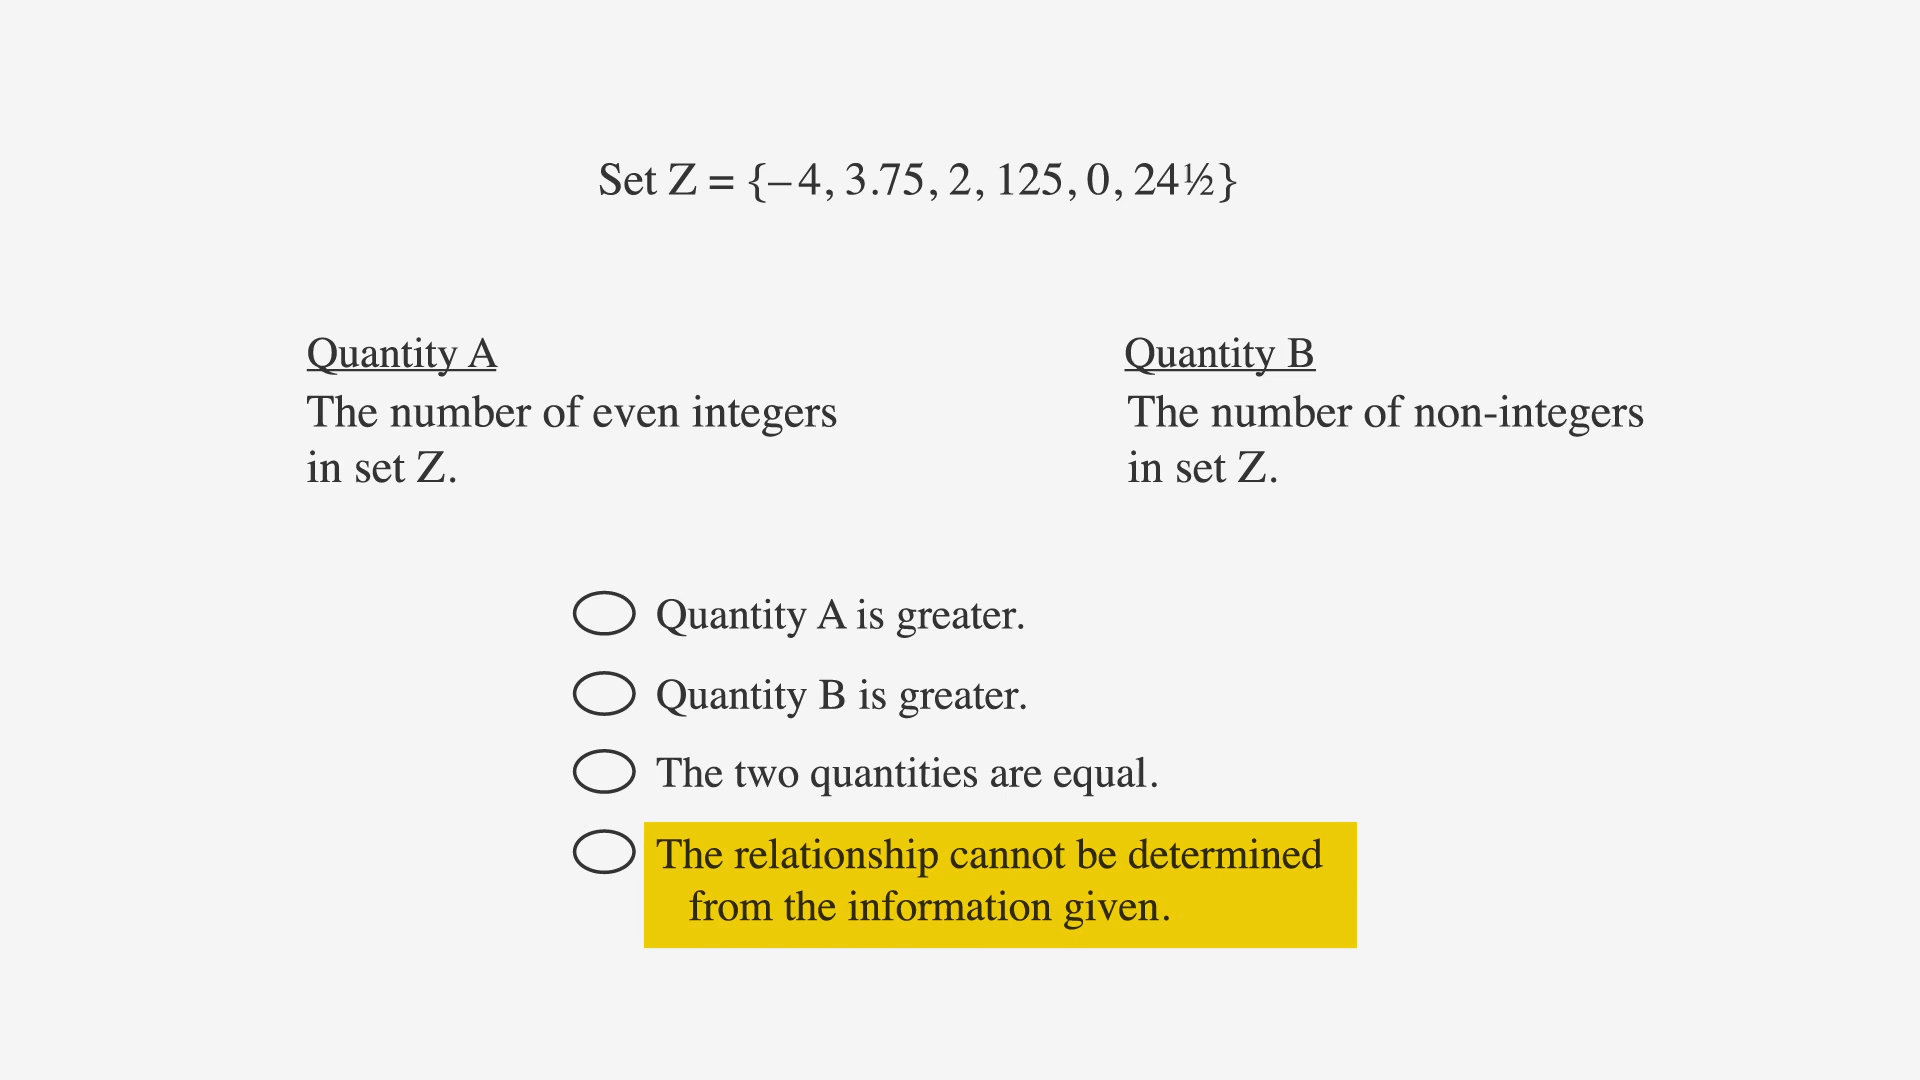 Set Z = {–4, 3.75, 2, 125, 0, 24½}
Quantity A
The number of even integers
in set Z.
Quantity B
The number of non-integers
in set Z.
Quantity A is greater.
Quantity B is greater.
The two quantities are equal.
The relationship cannot be determined
from the information given.